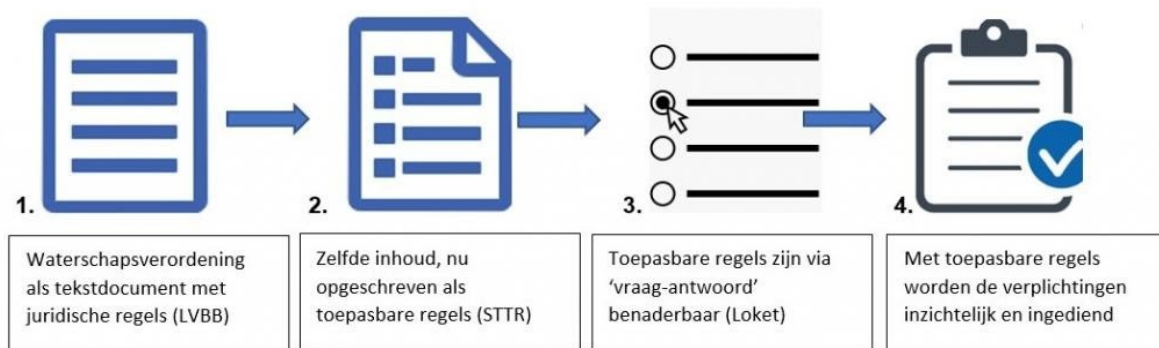 1.
Waterschapsverordening
als tekstdocument met
juridische regels (LVBB)
2.
Zelfde inhoud, nu
opgeschreven als
toepasbare regels (STTR)
3.
Toepasbare regels zijn via
‘vraag-antwoord’
benaderbaar (Loket)
4.
Met toepasbare regels
worden de verplichtingen
inzichtelijk en ingediend